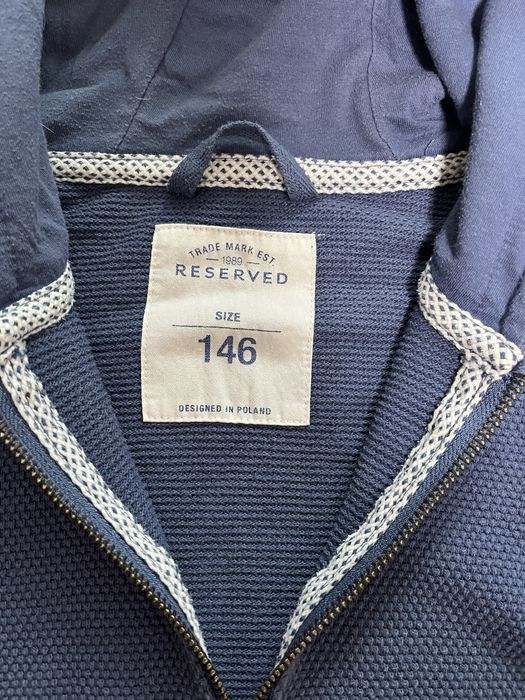 TRADE MARK EST.
— 1989 —
RESERVED
SIZE
146
DESIGNED IN POLAND